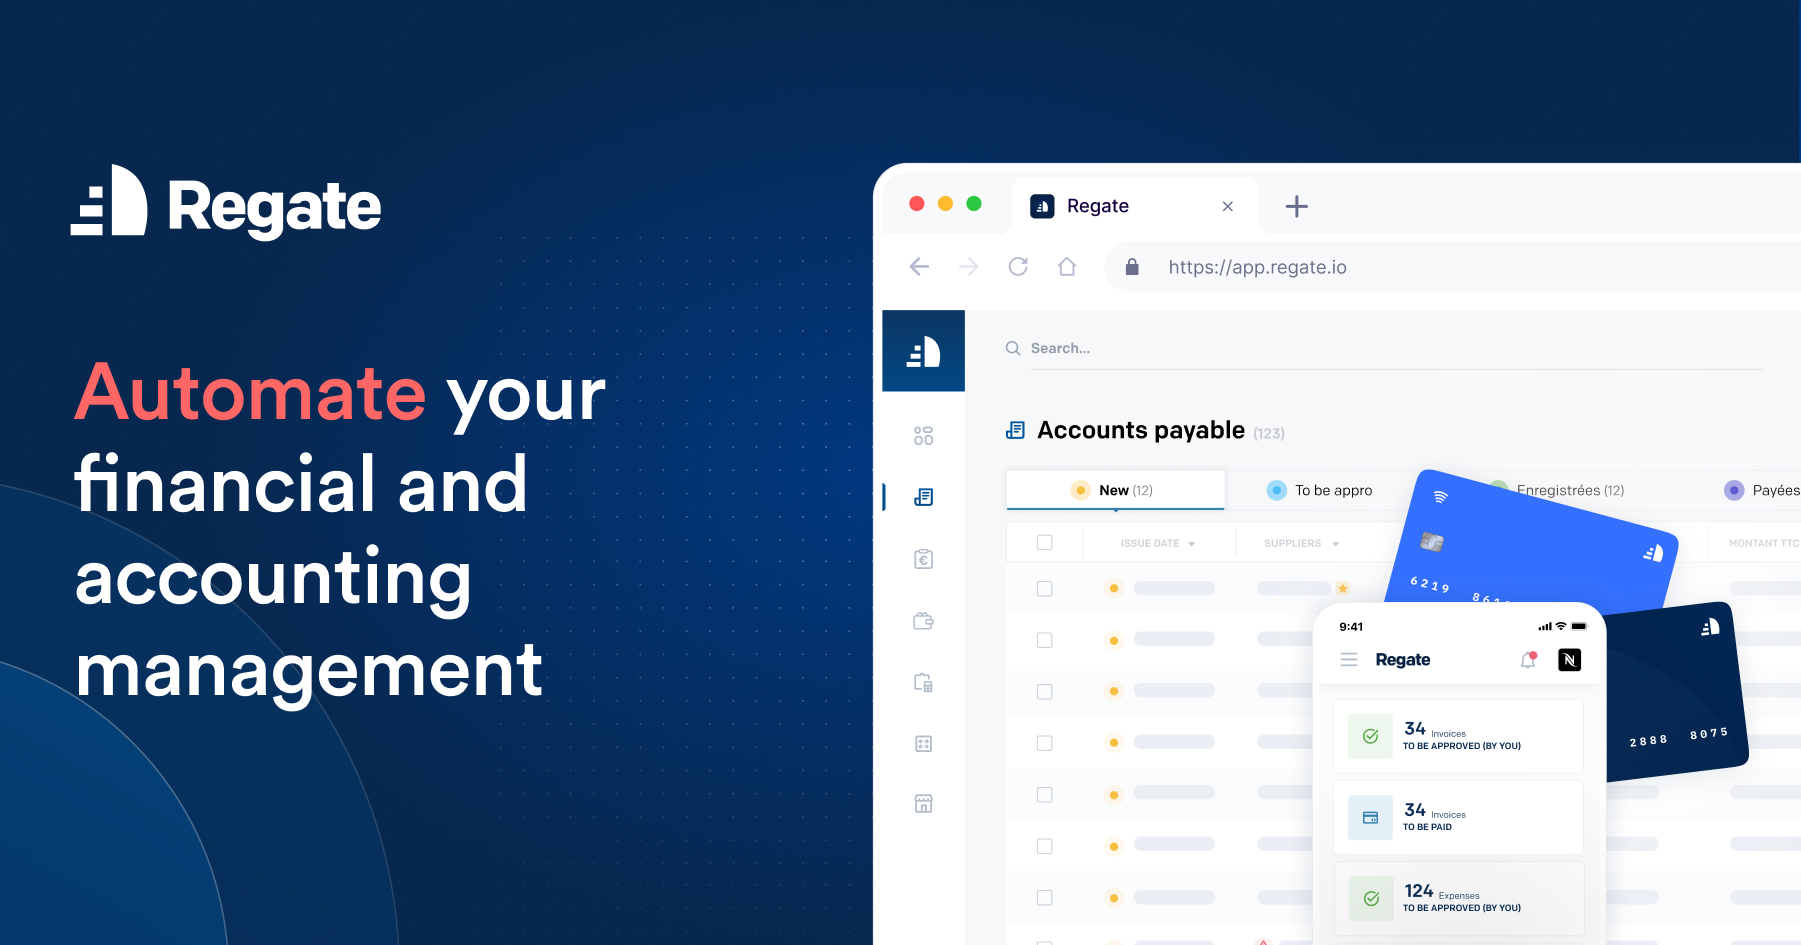 Regate
Automate your
financial and
accounting
management
Regate
https://app.regate.io
Search...
Accounts payable (123)
New (12)
To be appro
Enregistrées (12)
Payées
ISSUE DATE
SUPPLIERS
MONTANT TTC
6219
2888 8075
9:41
Regate
34 Invoices
TO BE APPROVED (BY YOU)
34 Invoices
TO BE PAID
124 Expenses
TO BE APPROVED (BY YOU)